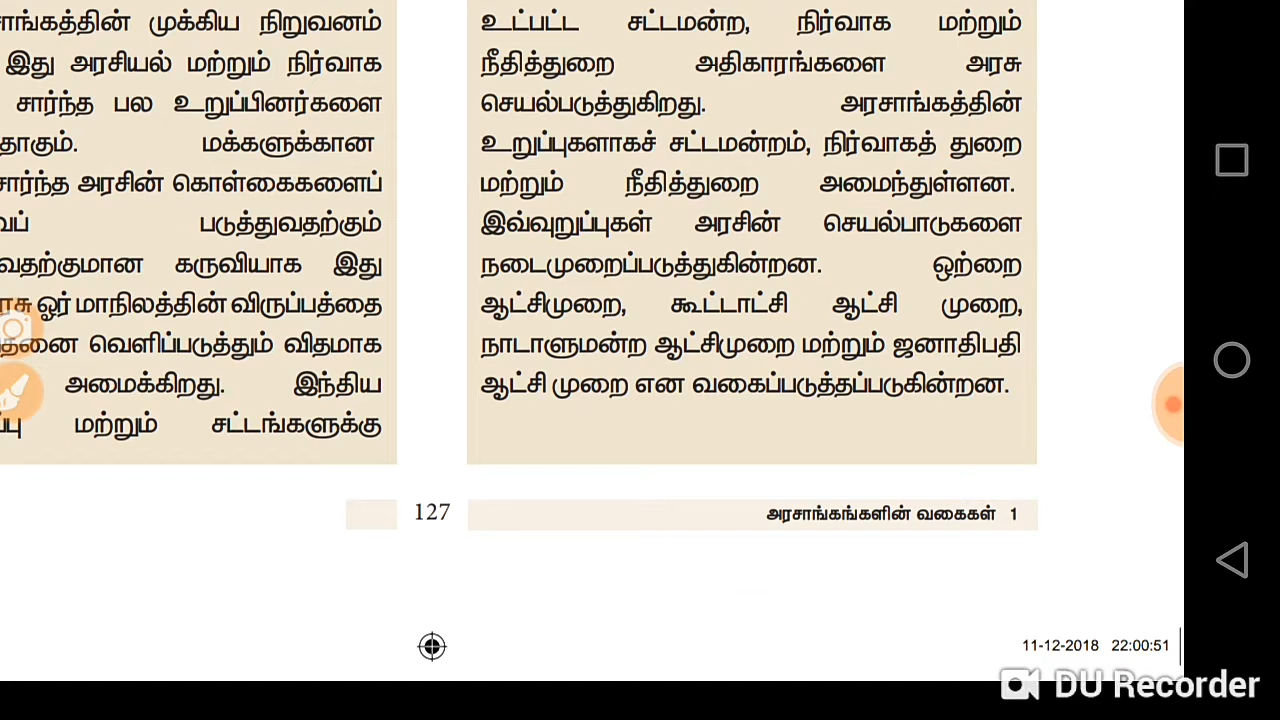 சாங்கத்தின் முக்கிய நிறுவனம்
இது அரசியல் மற்றும் நிர்வாக
சார்ந்த பல உறுப்பினர்களை
தாகும். மக்களுக்கான
சார்ந்த அரசின் கொள்கைகளைப்
படுத்துவதற்கும்
வதற்குமான கருவியாக இது
ஓர் மாநிலத்தின் விருப்பத்தை
வெளிப்படுத்தும் விதமாக
அமைக்கிறது. இந்திய
மற்றும் சட்டங்களுக்கு
உட்பட்ட சட்டமன்ற, நிர்வாக மற்றும்
நீதித்துறை அதிகாரங்களை அரசு
செயல்படுத்துகிறது. அரசாங்கத்தின்
உறுப்புகளாகச் சட்டமன்றம், நிர்வாகத் துறை
மற்றும் நீதித்துறை அமைந்துள்ளன.
இவ்வுறுப்புகள் அரசின் செயல்பாடுகளை
நடைமுறைப்படுத்துகின்றன. ஒற்றை
ஆட்சிமுறை, கூட்டாட்சி ஆட்சி முறை,
நாடாளுமன்ற ஆட்சிமுறை மற்றும் ஜனாதிபதி
ஆட்சி முறை என வகைப்படுத்தப்படுகின்றன.
127
அரசாங்கங்களின் வகைகள் 1
11-12-2018 22:00:51
DU Recorder